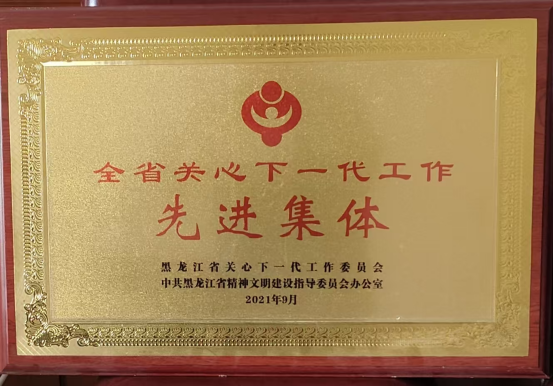 全省关心下一代工作
先进集体
黑龙江省关心下一代工作委员会
中共黑龙江省精神文明建设指导委员会办公室
2021年9月